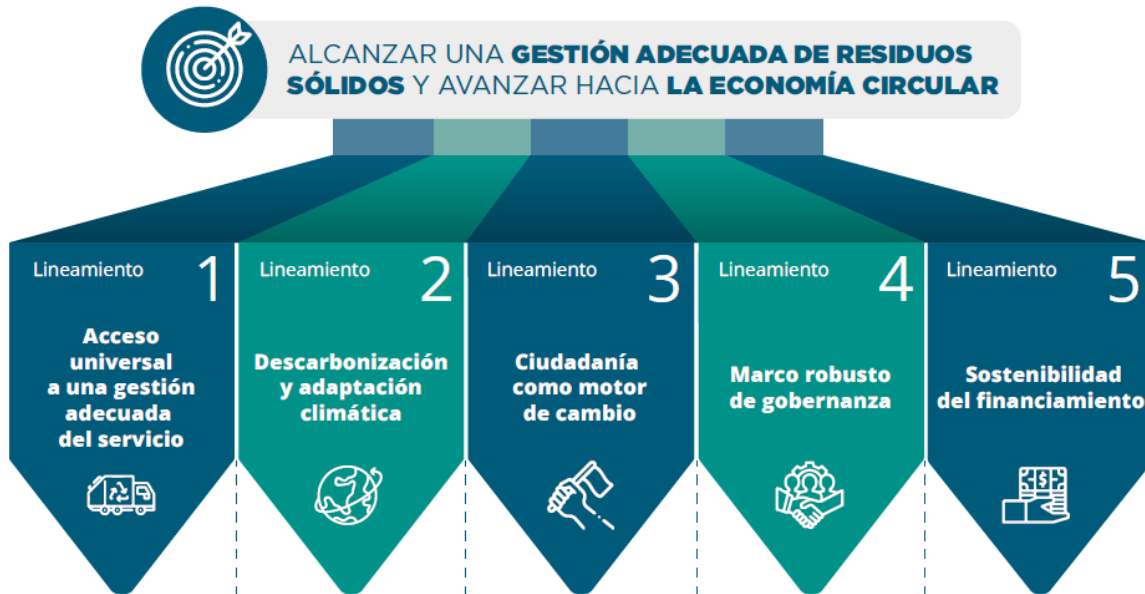 ALCANZAR UNA GESTIÓN ADECUADA DE RESIDUOS
SÓLIDOS Y AVANZAR HACIA LA ECONOMÍA CIRCULAR
Lineamiento 1
Acceso
universal
a una gestión
adecuada
del servicio
Lineamiento 2
Descarbonización
y adaptación
climática
Lineamiento 3
Ciudadanía
como motor
de cambio
Lineamiento 4
Marco robusto
de gobernanza
Lineamiento 5
Sostenibilidad
del financiamiento
$